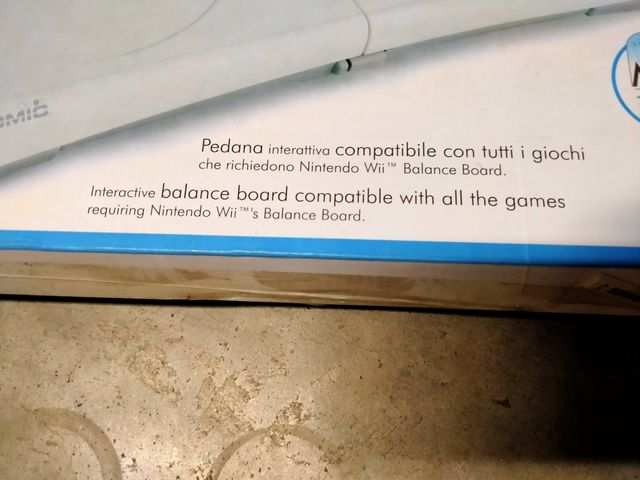 Pedana interattiva compatibile con tutti i giochi
che richiedono Nintendo Wii™ Balance Board.
Interactive balance board compatible with all the games
requiring Nintendo Wii™'s Balance Board.